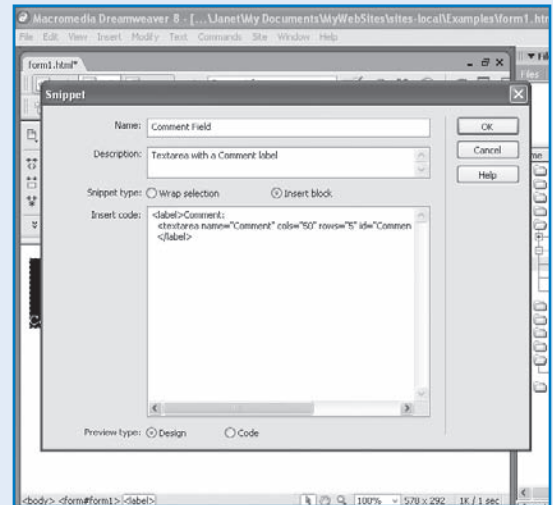 Macromedia Dreamweaver 8 - [...\Janet\My Documents\MyWebSites\sites-local\Examples\form1.htm
File Edit View Insert Modify Text Commands Site Window Help
form1.html*
Files
Snippet
Name: Comment Field
OK
Description: Textarea with a Comment label
Cancel
Help
Snippet type: Wrap selection Insert block
Insert code: <label>Comment:
<textarea name="Comment" cols="50" rows="5" id="Commen
</label>
Preview type: Design Code
<body> <form#form1> <label> 100% 578 x 292 1K / 1 sec